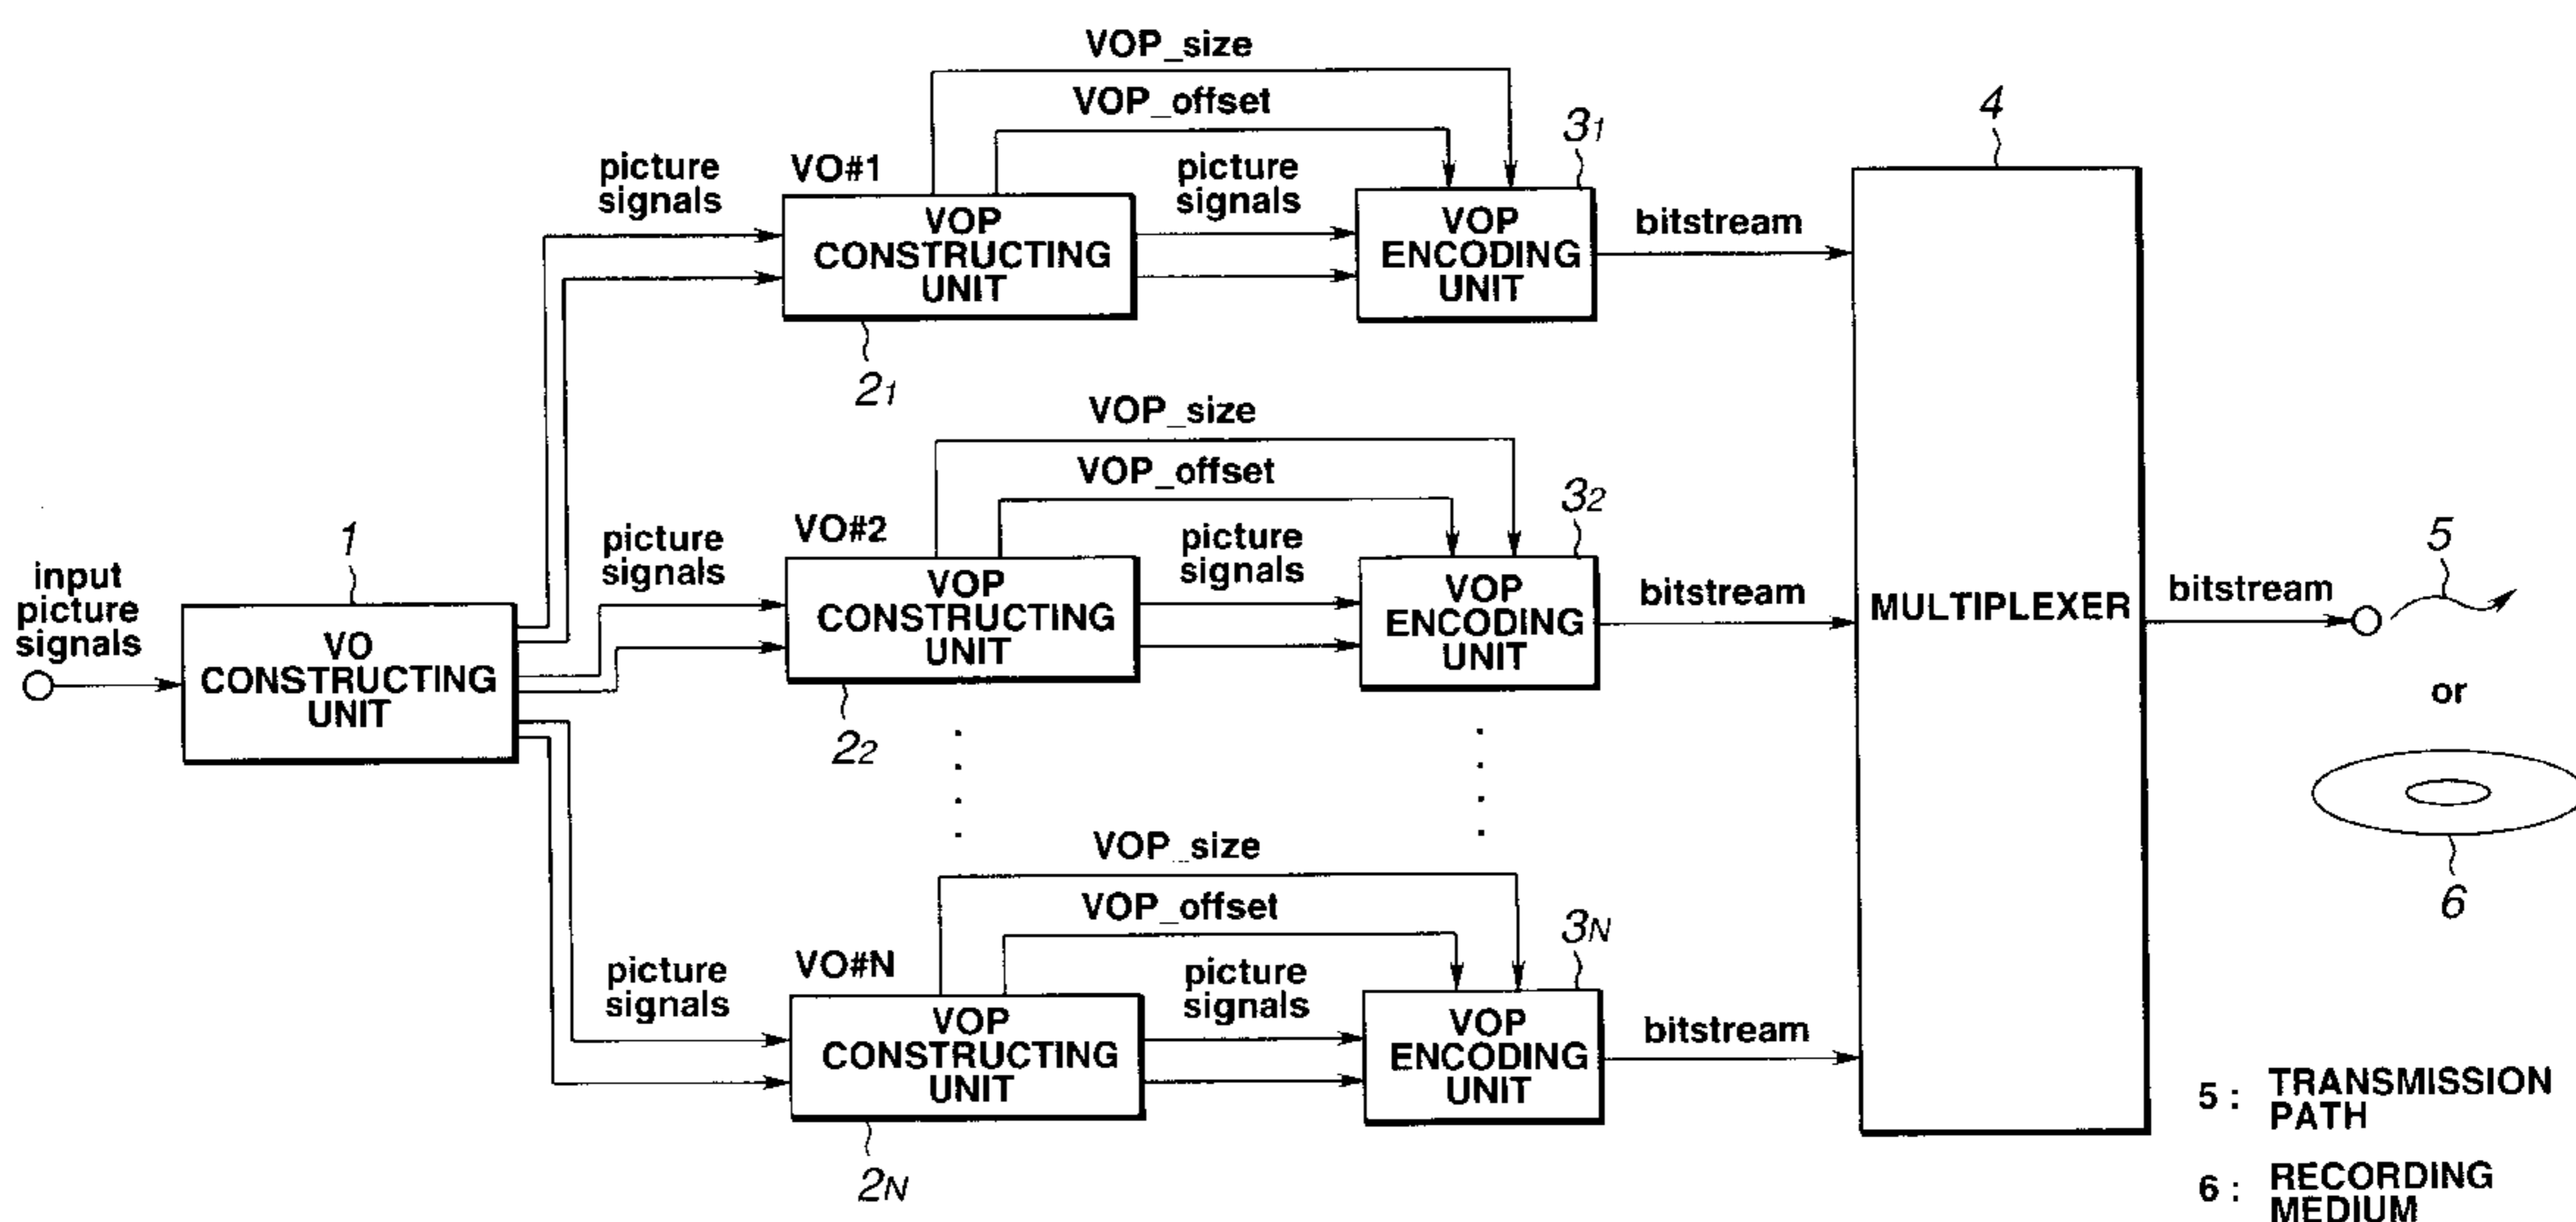 VOP_size
VOP_offset
4
31
picture
signals
VO#1
picture
signals
VOP
CONSTRUCTING
UNIT
VOP
ENCODING
UNIT
bitstream
21
VOP_size
VOP_offset
32
1
input
picture
signals
picture
signals
VO#2
picture
signals
VO
CONSTRUCTING
UNIT
VOP
CONSTRUCTING
UNIT
VOP
ENCODING
UNIT
bitstream
MULTIPLEXER
bitstream
5
or
22
6
VOP_size
VOP_offset
3N
picture
signals
VO#N
picture
signals
VOP
CONSTRUCTING
UNIT
VOP
ENCODING
UNIT
bitstream
2N
5 : TRANSMISSION
PATH
6 : RECORDING
MEDIUM